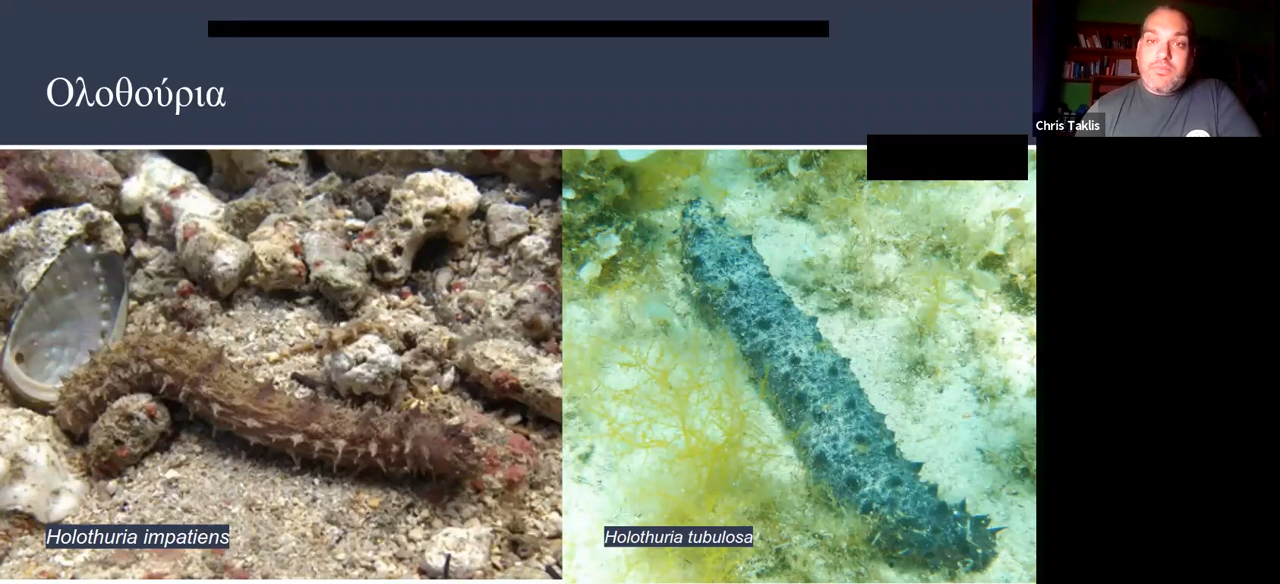 Ολοθούρια
Chris Taklis
Holothuria impatiens
Holothuria tubulosa